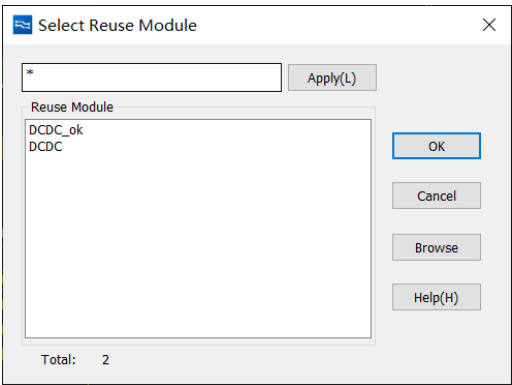 Select Reuse Module
*
Apply(L)
Reuse Module
DCDC_ok
DCDC
OK
Cancel
Browse
Help(H)
Total: 2